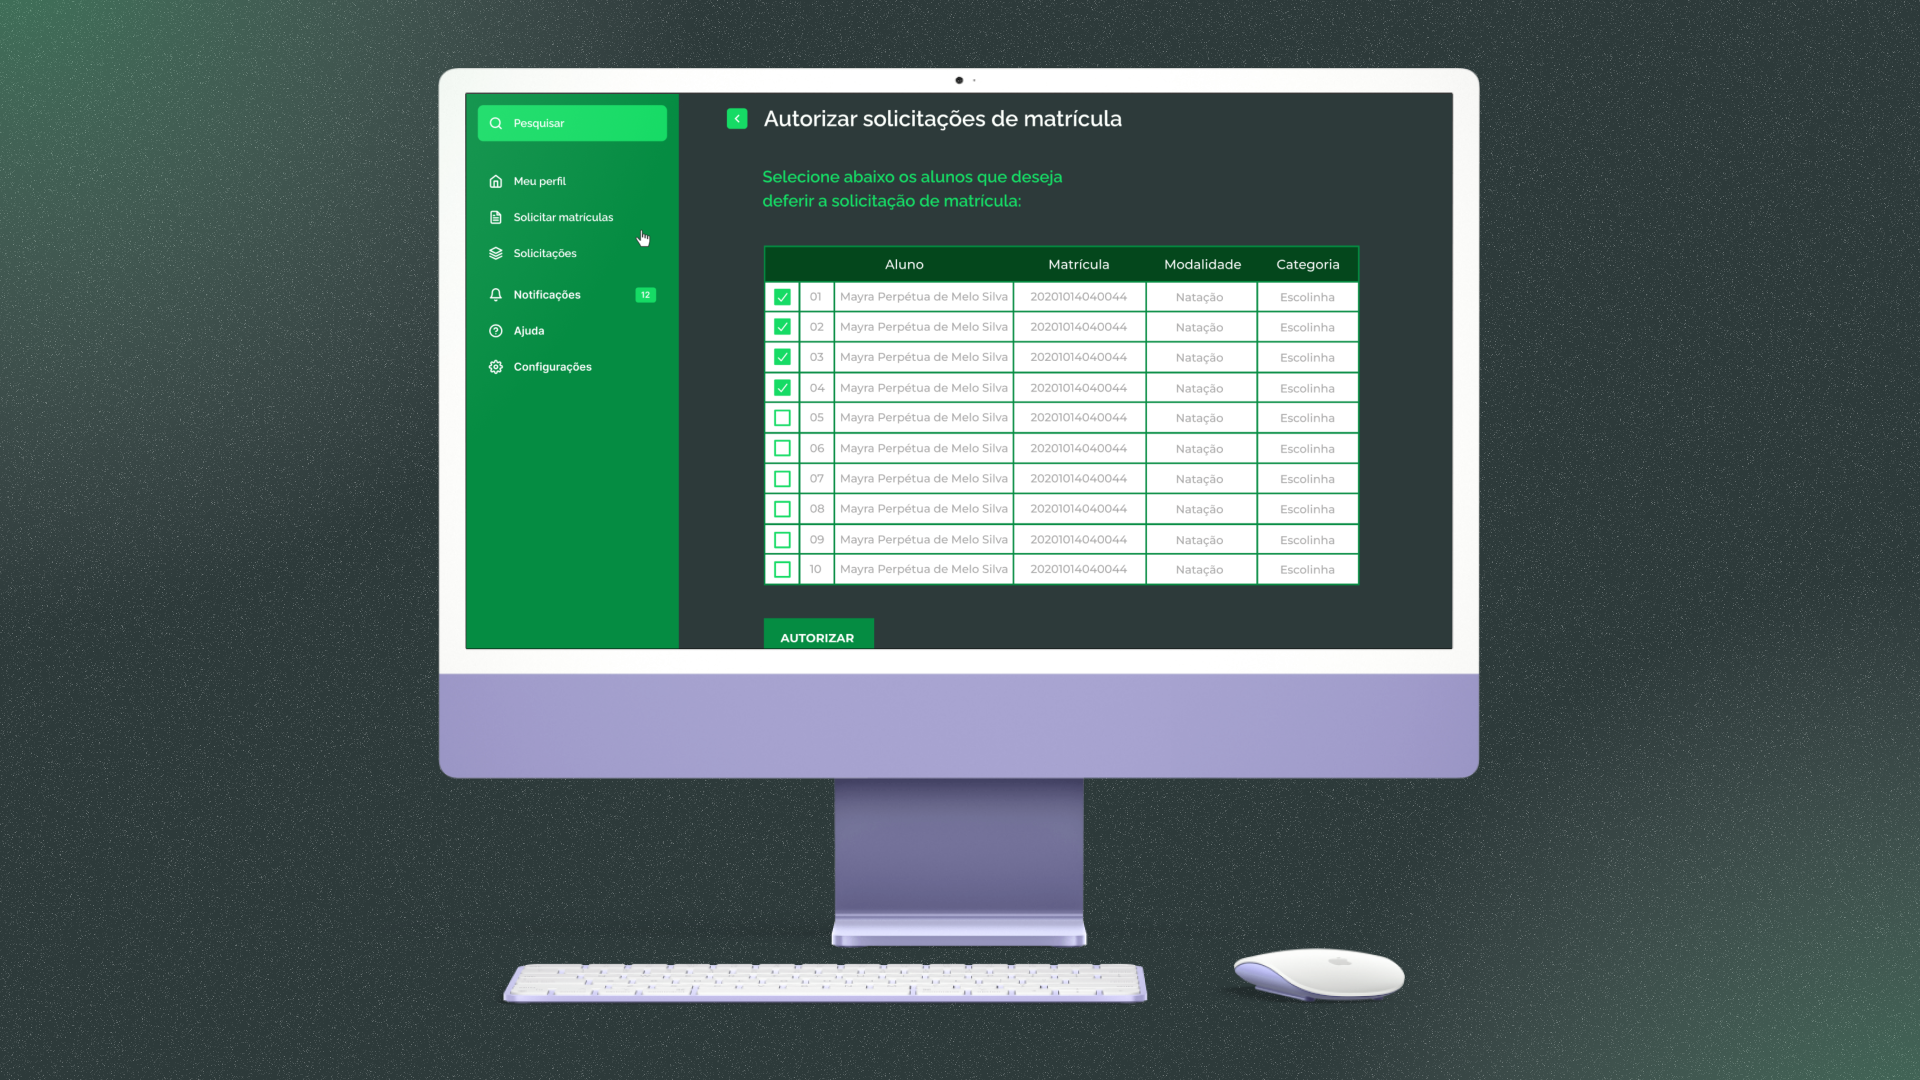 Pesquisar
Meu perfil
Solicitar matrículas
Solicitações
Notificações 12
Ajuda
Configurações
Autorizar solicitações de matrícula
Selecione abaixo os alunos que deseja
deferir a solicitação de matrícula:
Aluno Matrícula Modalidade Categoria
01 Mayra Perpétua de Melo Silva 20201014040044 Natação Escolinha
02 Mayra Perpétua de Melo Silva 20201014040044 Natação Escolinha
03 Mayra Perpétua de Melo Silva 20201014040044 Natação Escolinha
04 Mayra Perpétua de Melo Silva 20201014040044 Natação Escolinha
05 Mayra Perpétua de Melo Silva 20201014040044 Natação Escolinha
06 Mayra Perpétua de Melo Silva 20201014040044 Natação Escolinha
07 Mayra Perpétua de Melo Silva 20201014040044 Natação Escolinha
08 Mayra Perpétua de Melo Silva 20201014040044 Natação Escolinha
09 Mayra Perpétua de Melo Silva 20201014040044 Natação Escolinha
10 Mayra Perpétua de Melo Silva 20201014040044 Natação Escolinha
AUTORIZAR